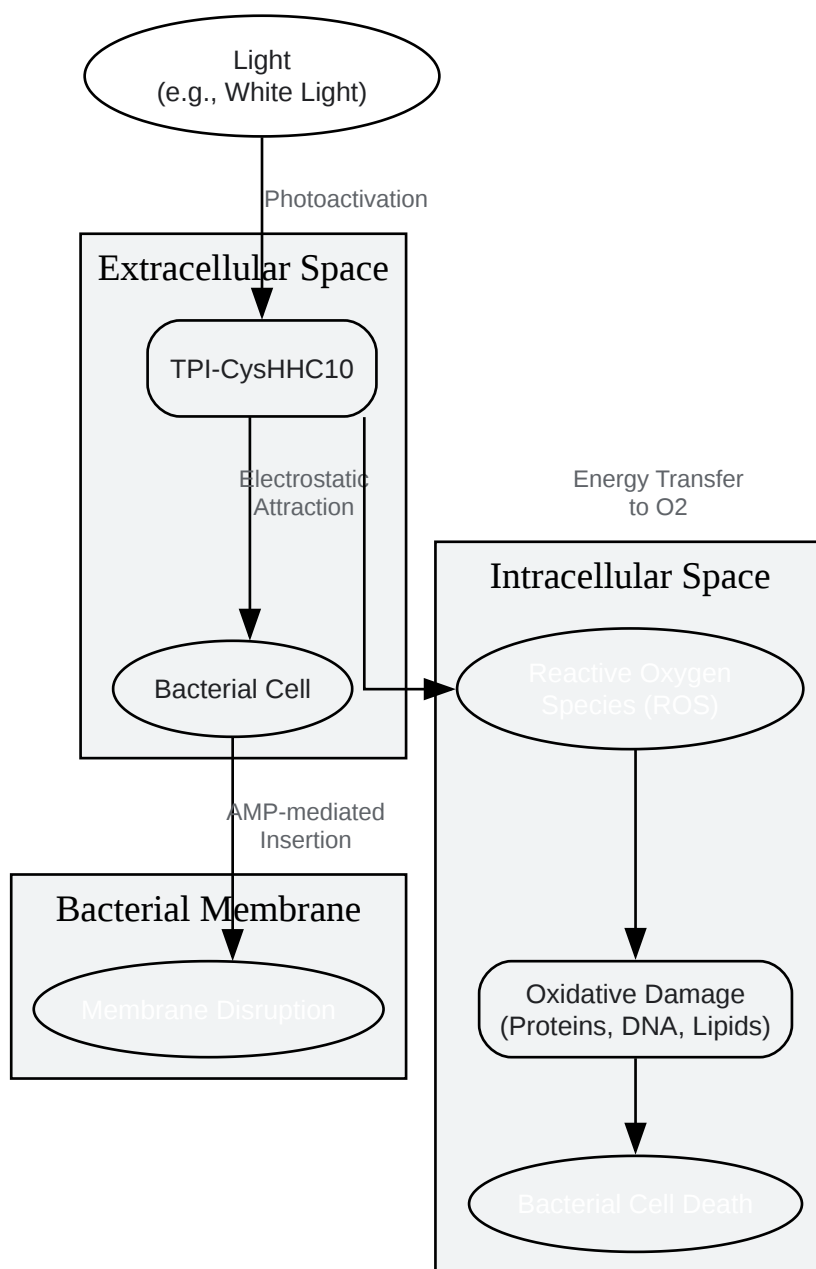 Light
(e.g., White Light)
Photoactivation
Extracellular Space
TPI-CysHHC10
Electrostatic
Attraction
Energy Transfer
to O2
Intracellular Space
Bacterial Cell
Reactive Oxygen
Species (ROS)
AMP-mediated
Insertion
Bacterial Membrane
Membrane Disruption
Oxidative Damage
(Proteins, DNA, Lipids)
Bacterial Cell Death